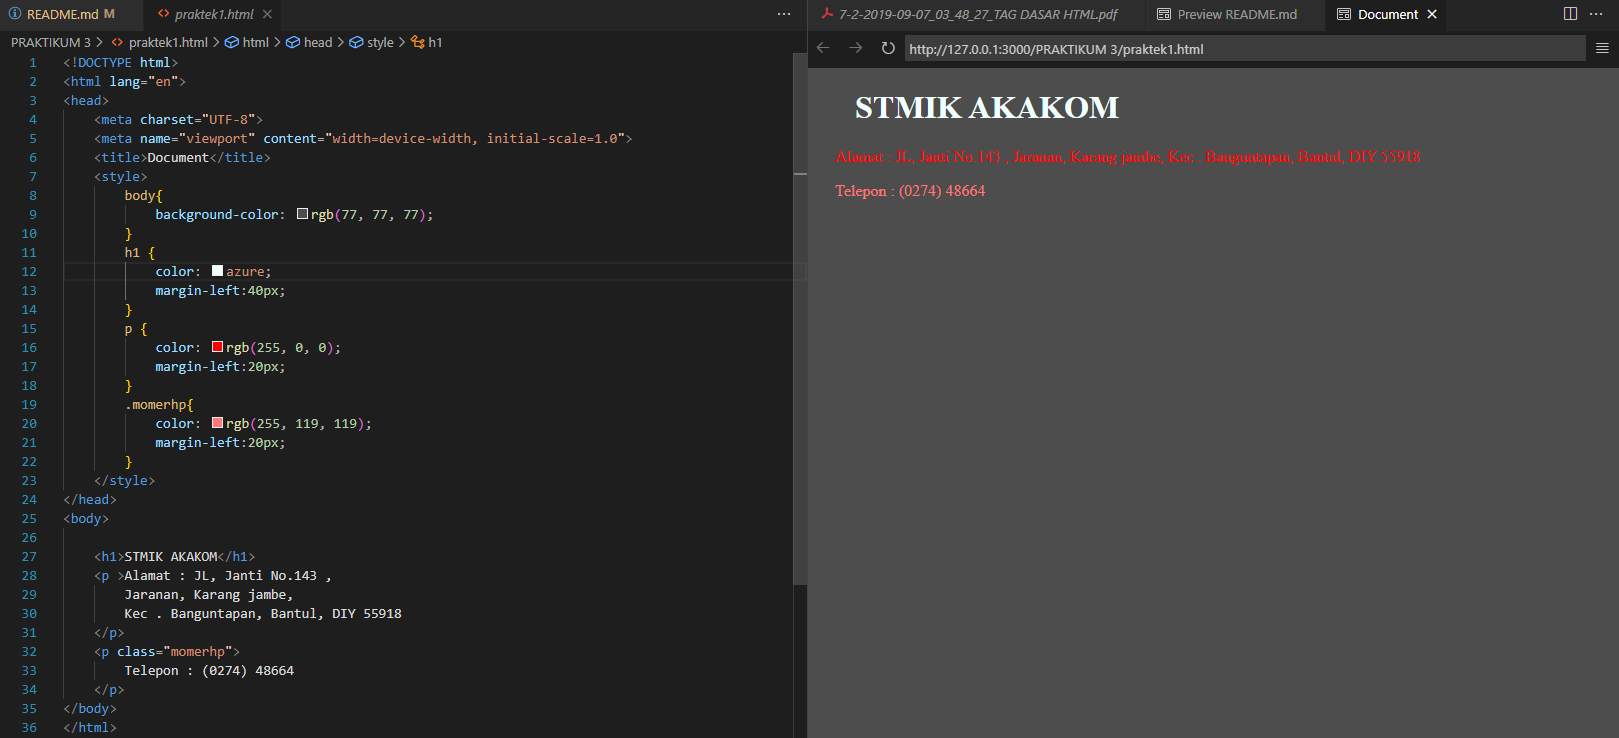 README.md M
praktek1.html
PRAKTIKUM 3 > praktek1.html > html > head > style > h1
1 <!DOCTYPE html>
2 <html lang="en">
3 <head>
4 <meta charset="UTF-8">
5 <meta name="viewport" content="width=device-width, initial-scale=1.0">
6 <title>Document</title>
7 <style>
8 body{
9 background-color: rgb(77, 77, 77);
10 }
11 h1 {
12 color: azure;
13 margin-left:40px;
14 }
15 p {
16 color: rgb(255, 0, 0);
17 margin-left:20px;
18 }
19 .momerhp{
20 color: rgb(255, 119, 119);
21 margin-left:20px;
22 }
23 </style>
24 </head>
25 <body>
26
27 <h1>STMIK AKAKOM</h1>
28 <p >Alamat : JL, Janti No.143 ,
29 Jaranan, Karang jambe,
30 Kec . Banguntapan, Bantul, DIY 55918
31 </p>
32 <p class="momerhp">
33 Telepon : (0274) 48664
34 </p>
35 </body>
36 </html>
7-2-2019-09-07_03_48_27_TAG DASAR HTML.pdf
Preview README.md
Document
http://127.0.0.1:3000/PRAKTIKUM 3/praktek1.html
STMIK AKAKOM
Alamat : JL, Janti No.143 , Jaranan, Karang jambe, Kec . Banguntapan, Bantul, DIY 55918
Telepon : (0274) 48664